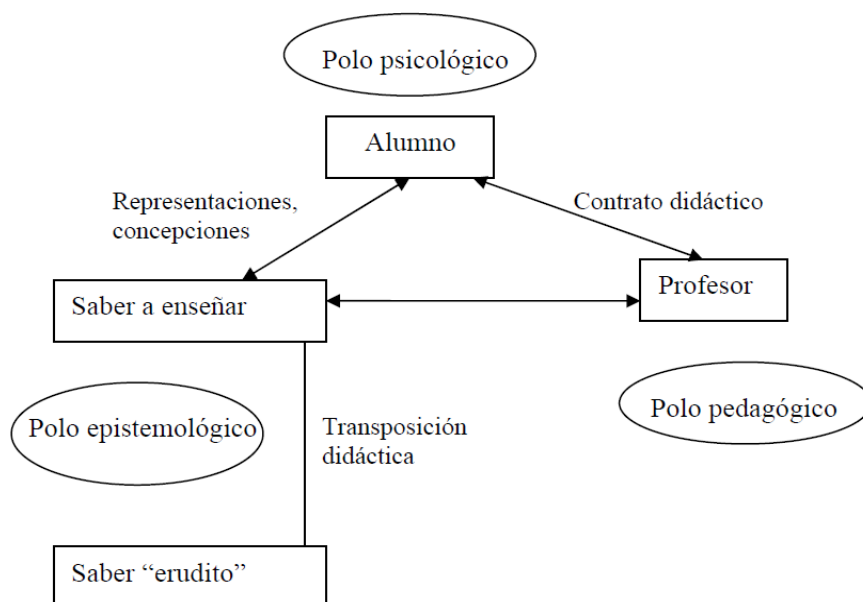 Polo psicológico
Alumno
Representaciones,
concepciones
Contrato didáctico
Saber a enseñar
Profesor
Polo epistemológico
Transposición
didáctica
Polo pedagógico
Saber “erudito”